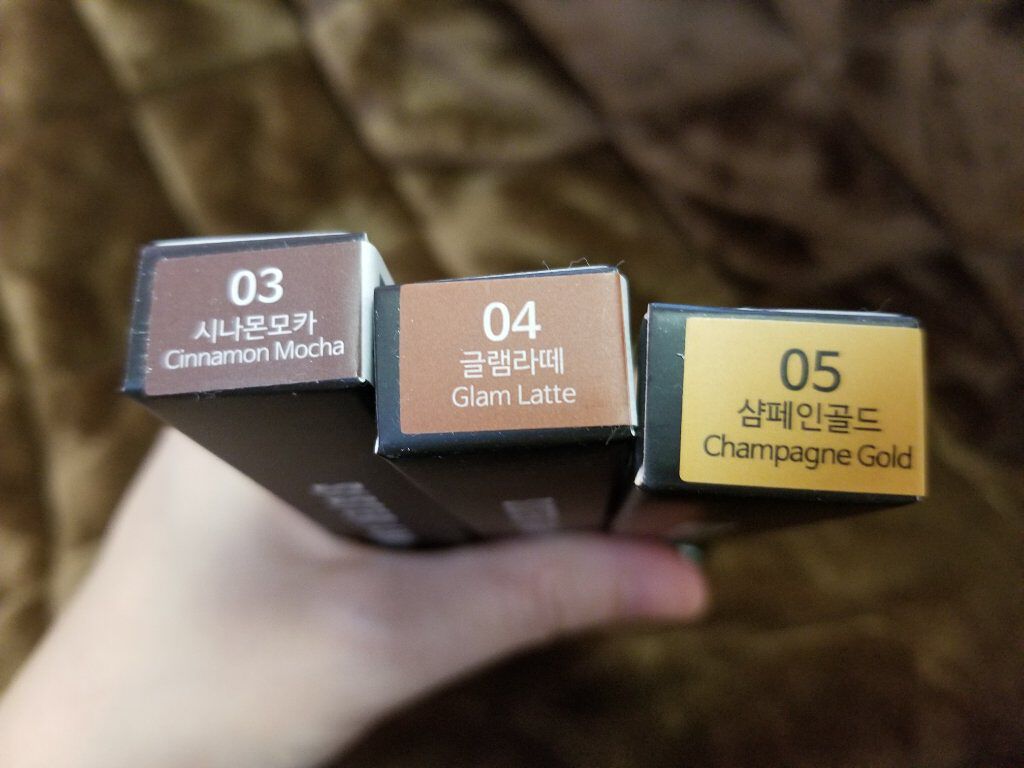 03
시나몬모카
Cinnamon Mocha
04
글램라떼
Glam Latte
05
샴페인골드
Champagne Gold